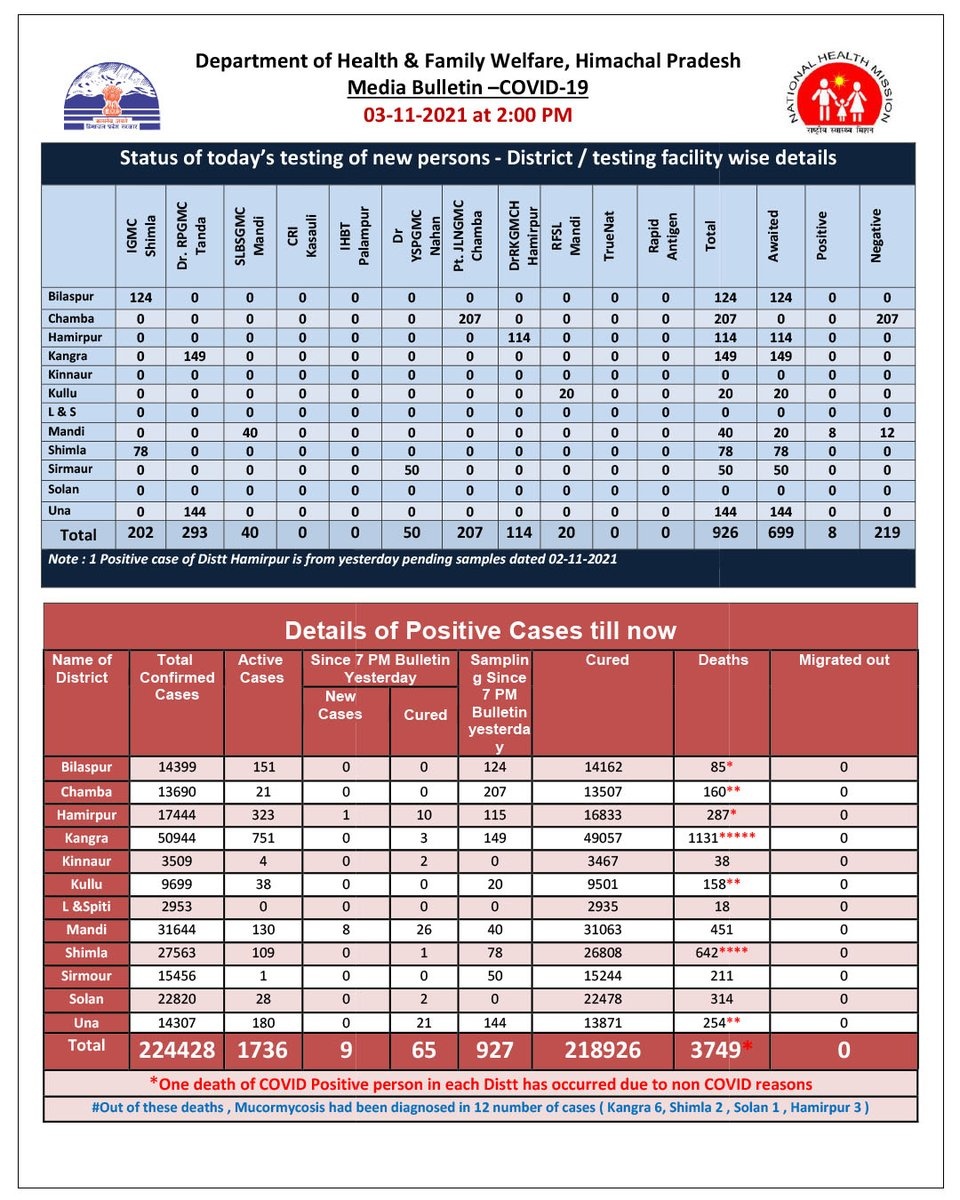 Department of Health & Family Welfare, Himachal Pradesh
Media Bulletin –COVID-19
03-11-2021 at 2:00 PM
NATIONAL HEALTH MISSION
राष्ट्रीय स्वास्थ्य मिशन
Status of today's testing of new persons - District / testing facility wise details
IGMC Shimla Dr. RPGMC Tanda SLBSGMC Mandi CRI Kasauli IHBT Palampur Dr YSPGMC Nahan Pt. JLNGMC Chamba DrRKGMCH Hamirpur RFSL Mandi TrueNat Rapid Antigen Total Awaited Positive Negative
Bilaspur 124 0 0 0 0 0 0 0 0 0 0 124 124 0 0
Chamba 0 0 0 0 0 0 207 0 0 0 0 207 0 0 207
Hamirpur 0 0 0 0 0 0 0 114 0 0 0 114 114 0 0
Kangra 0 149 0 0 0 0 0 0 0 0 0 149 149 0 0
Kinnaur 0 0 0 0 0 0 0 0 0 0 0 0 0 0 0
Kullu 0 0 0 0 0 0 0 0 20 0 0 20 20 0 0
L & S 0 0 0 0 0 0 0 0 0 0 0 0 0 0 0
Mandi 0 0 40 0 0 0 0 0 0 0 0 40 20 8 12
Shimla 78 0 0 0 0 0 0 0 0 0 0 78 78 0 0
Sirmaur 0 0 0 0 0 50 0 0 0 0 0 50 50 0 0
Solan 0 0 0 0 0 0 0 0 0 0 0 0 0 0 0
Una 0 144 0 0 0 0 0 0 0 0 0 144 144 0 0
Total 202 293 40 0 0 50 207 114 20 0 0 926 699 8 219
Note : 1 Positive case of Distt Hamirpur is from yesterday pending samples dated 02-11-2021
Details of Positive Cases till now
Name of District Total Confirmed Cases Active Cases Since 7 PM Bulletin Yesterday New Cases Cured Samplin g Since 7 PM Bulletin yesterda y Cured Deaths Migrated out
Bilaspur 14399 151 0 0 124 14162 85* 0
Chamba 13690 21 0 0 207 13507 160** 0
Hamirpur 17444 323 1 10 115 16833 287* 0
Kangra 50944 751 0 3 149 49057 1131***** 0
Kinnaur 3509 4 0 2 0 3467 38 0
Kullu 9699 38 0 0 20 9501 158** 0
L &Spiti 2953 0 0 0 0 2935 18 0
Mandi 31644 130 8 26 40 31063 451 0
Shimla 27563 109 0 1 78 26808 642**** 0
Sirmour 15456 1 0 0 50 15244 211 0
Solan 22820 28 0 2 0 22478 314 0
Una 14307 180 0 21 144 13871 254** 0
Total 224428 1736 9 65 927 218926 3749* 0
*One death of COVID Positive person in each Distt has occurred due to non COVID reasons
#Out of these deaths , Mucormycosis had been diagnosed in 12 number of cases ( Kangra 6, Shimla 2 , Solan 1 , Hamirpur 3 )